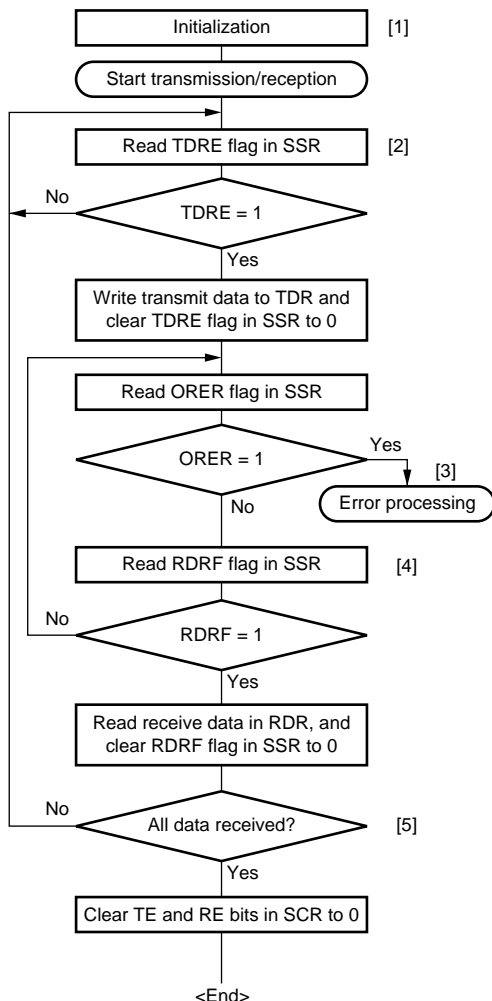 Initialization [1]
Start transmission/reception
Read TDRE flag in SSR [2]
No
TDRE = 1
Yes
Write transmit data to TDR and
clear TDRE flag in SSR to 0
Read ORER flag in SSR
Yes
ORER = 1
[3]
Error processing
No
Read RDRF flag in SSR [4]
No
RDRF = 1
Yes
Read receive data in RDR, and
clear RDRF flag in SSR to 0
No
All data received? [5]
Yes
Clear TE and RE bits in SCR to 0
<End>